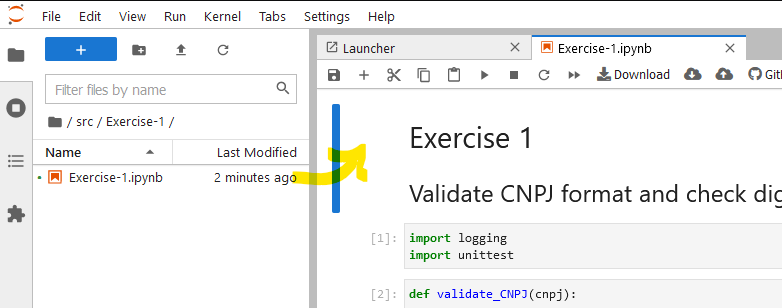 File Edit View Run Kernel Tabs Settings Help
Launcher
Exercise-1.ipynb
Download
Filter files by name
/ src / Exercise-1 /
Name Last Modified
Exercise-1.ipynb 2 minutes ago
Exercise 1
Validate CNPJ format and check
[1]: import logging
import unittest
[2]: def validate_CNPJ(cnpj):